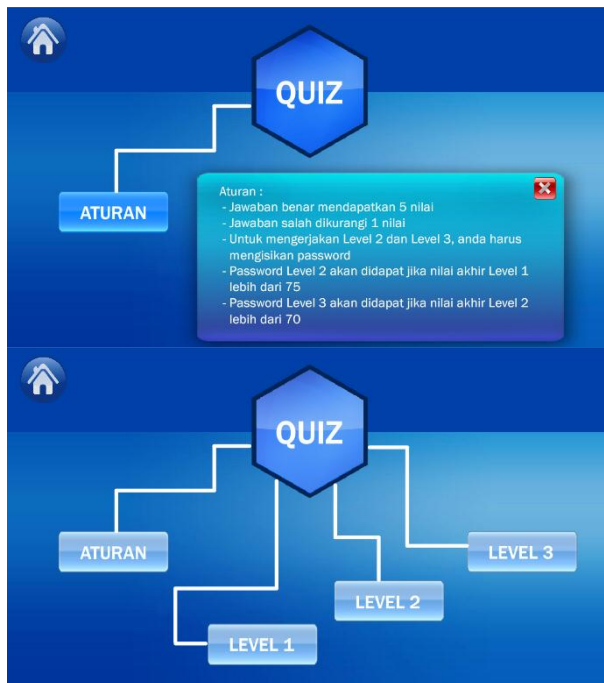 QUIZ
ATURAN
Aturan :
- Jawaban benar mendapatkan 5 nilai
- Jawaban salah dikurangi 1 nilai
- Untuk mengerjakan Level 2 dan Level 3, anda harus
mengisikan password
- Password Level 2 akan didapat jika nilai akhir Level 1
lebih dari 75
- Password Level 3 akan didapat jika nilai akhir Level 2
lebih dari 70
QUIZ
ATURAN
LEVEL 3
LEVEL 2
LEVEL 1